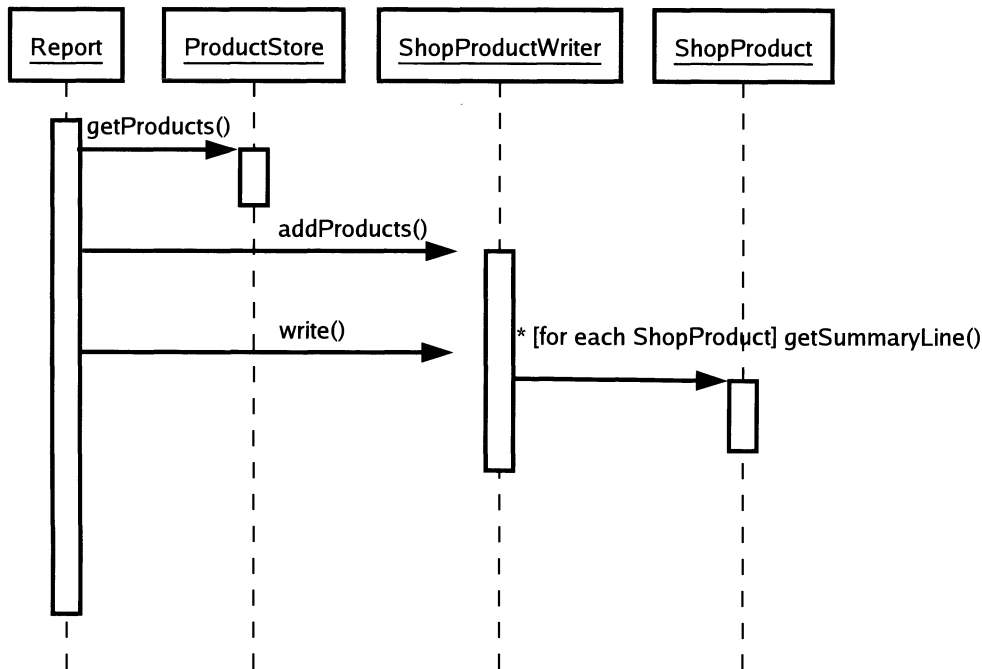 Report
ProductStore
ShopProductWriter
ShopProduct
getProducts()
addProducts()
write()
* [for each ShopProduct] getSummaryLine()